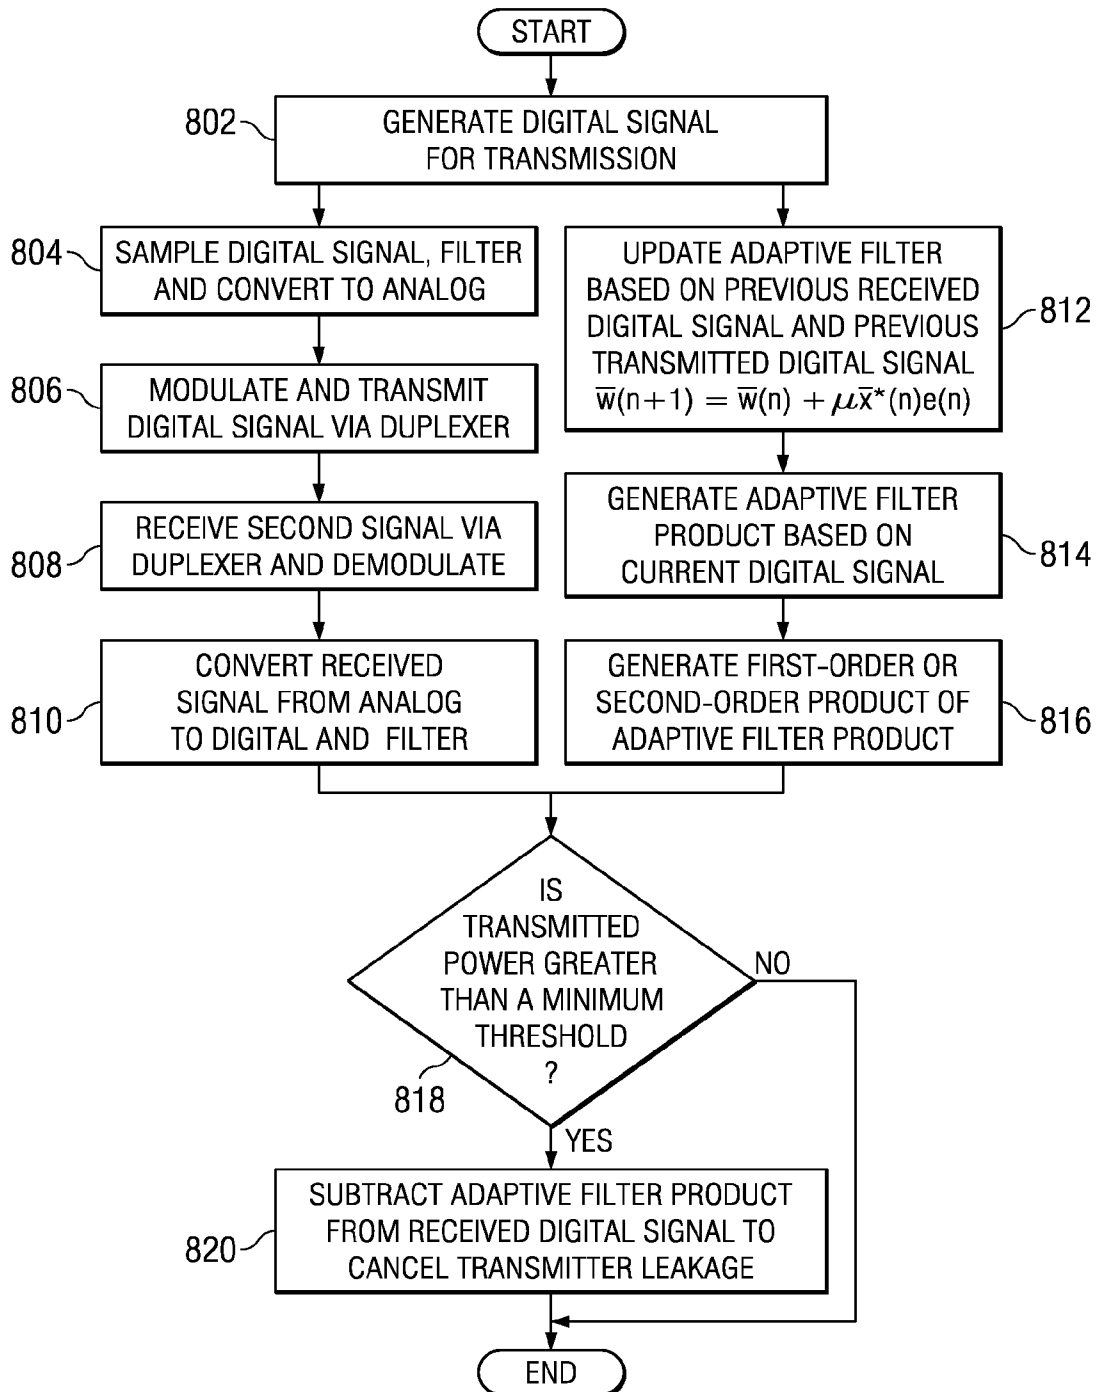 START
802
GENERATE DIGITAL SIGNAL
FOR TRANSMISSION
804
SAMPLE DIGITAL SIGNAL, FILTER
AND CONVERT TO ANALOG
806
MODULATE AND TRANSMIT
DIGITAL SIGNAL VIA DUPLEXER
808
RECEIVE SECOND SIGNAL VIA
DUPLEXER AND DEMODULATE
810
CONVERT RECEIVED
SIGNAL FROM ANALOG
TO DIGITAL AND FILTER
UPDATE ADAPTIVE FILTER
BASED ON PREVIOUS RECEIVED
DIGITAL SIGNAL AND PREVIOUS
TRANSMITTED DIGITAL SIGNAL
w̅(n+1) = w̅(n) + μx̅*(n)e(n)
812
GENERATE ADAPTIVE FILTER
PRODUCT BASED ON
CURRENT DIGITAL SIGNAL
814
GENERATE FIRST-ORDER OR
SECOND-ORDER PRODUCT OF
ADAPTIVE FILTER PRODUCT
816
IS
TRANSMITTED
POWER GREATER
THAN A MINIMUM
THRESHOLD
?
818
NO
YES
820
SUBTRACT ADAPTIVE FILTER PRODUCT
FROM RECEIVED DIGITAL SIGNAL TO
CANCEL TRANSMITTER LEAKAGE
END